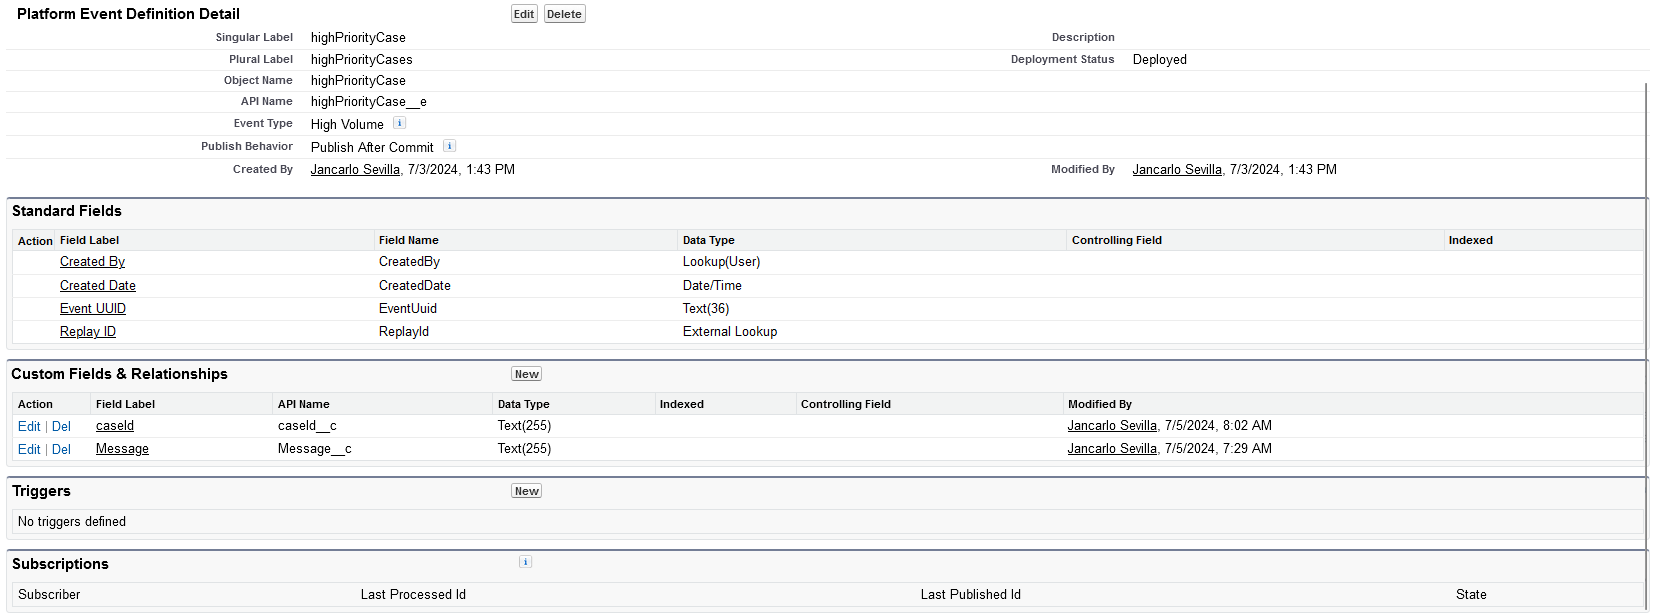 Platform Event Definition Detail Edit Delete
Singular Label highPriorityCase Description
Plural Label highPriorityCases Deployment Status Deployed
Object Name highPriorityCase
API Name highPriorityCase__e
Event Type High Volume i
Publish Behavior Publish After Commit i
Created By Jancarlo Sevilla, 7/3/2024, 1:43 PM Modified By Jancarlo Sevilla, 7/3/2024, 1:43 PM
Standard Fields
Action Field Label Field Name Data Type Controlling Field Indexed
Created By CreatedBy Lookup(User)
Created Date CreatedDate Date/Time
Event UUID EventUuid Text(36)
Replay ID ReplayId External Lookup
Custom Fields & Relationships New
Action Field Label API Name Data Type Indexed Controlling Field Modified By
Edit | Del caseId caseId__c Text(255) Jancarlo Sevilla, 7/5/2024, 8:02 AM
Edit | Del Message Message__c Text(255) Jancarlo Sevilla, 7/5/2024, 7:29 AM
Triggers New
No triggers defined
Subscriptions i
Subscriber Last Processed Id Last Published Id State